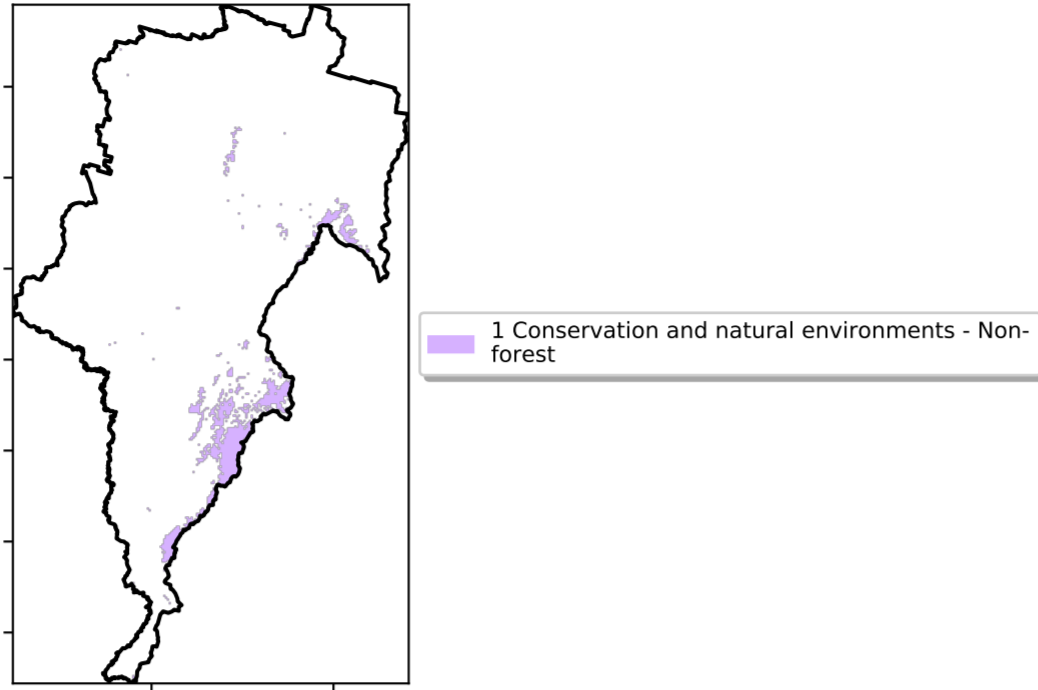 1 Conservation and natural environments - Non-
forest